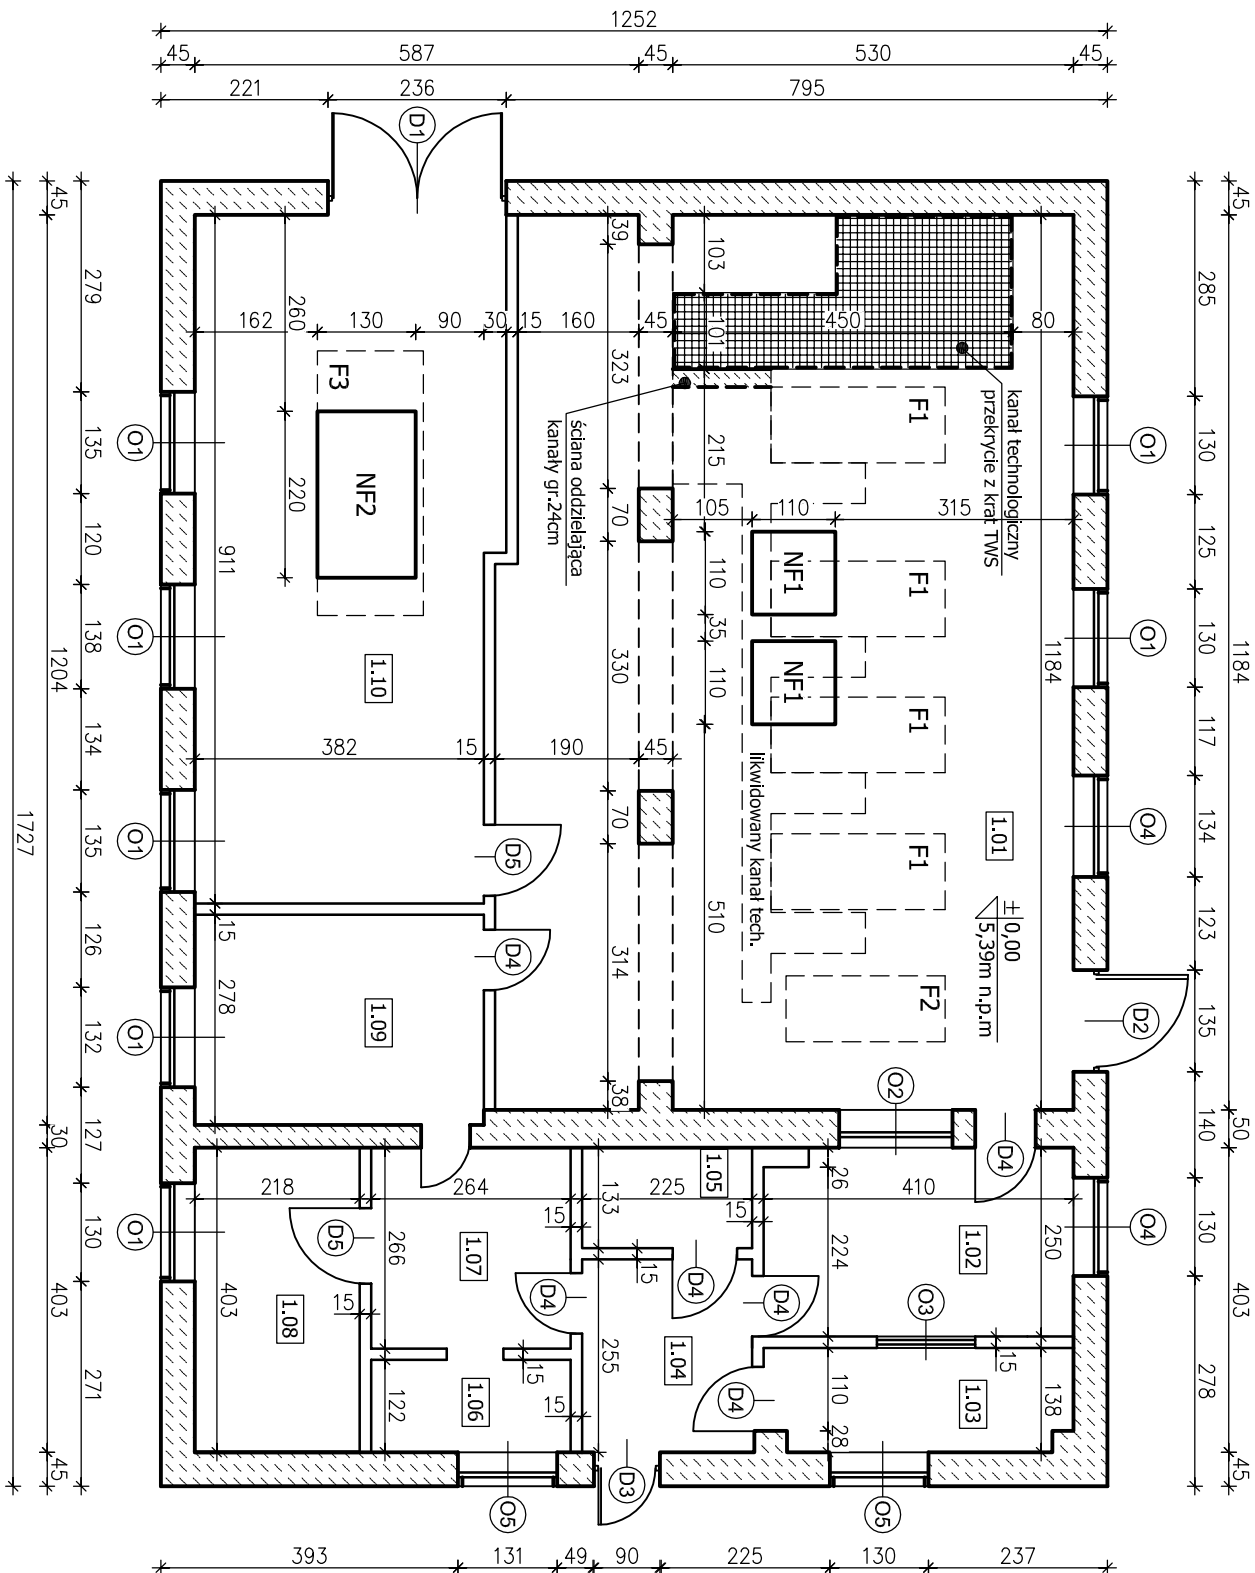 1252
45
587
45
530
45
221
236
795
D1
45
279
135
120
138
134
135
126
132
127
130
271
45
1204
30
403
1727
45
1184
50
403
45
285
130
125
130
117
134
123
135
140
130
278
O1
O1
O1
O1
O1
O1
O1
O1
O4
D2
O4
39
103
260
162
130
90
30
15
160
45
101
450
80
323
F3
F1
kanał technologiczny
przekrycie z krat TWS
ściana oddzielająca
kanały gr.24cm
215
NF2
220
70
105
110
315
911
NF1
110
F1
35
330
NF1
110
1184
1.10
F1
382
15
190
45
likwidowany kanał tech.
70
1.01
D5
F1
510
±0,00
5,39m n.p.m
15
D4
314
278
1.09
F2
38
O2
D4
218
264
133
225
1.05
26
410
15
15
266
D5
1.07
15
D4
224
1.02
250
D4
D4
O3
403
1.08
15
15
255
1.04
15
110
1.03
138
122
1.06
15
D4
28
D3
O5
O5
393
131
49
90
225
130
237